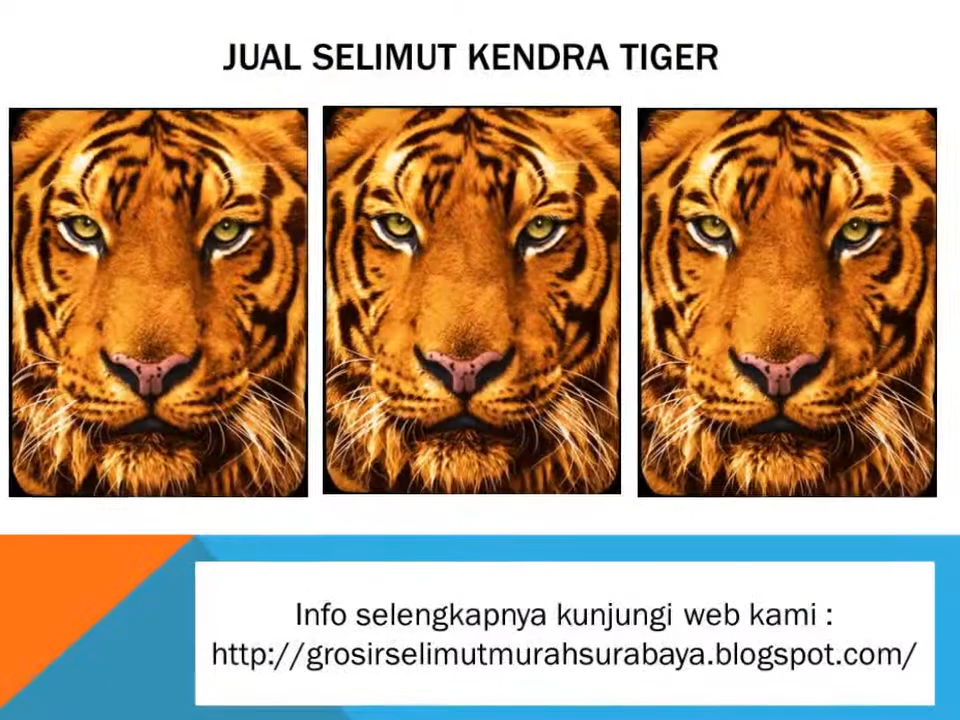 JUAL SELIMUT KENDRA TIGER
Info selengkapnya kunjungi web kami :
http://grosirselimutmurahsurabaya.blogspot.com/